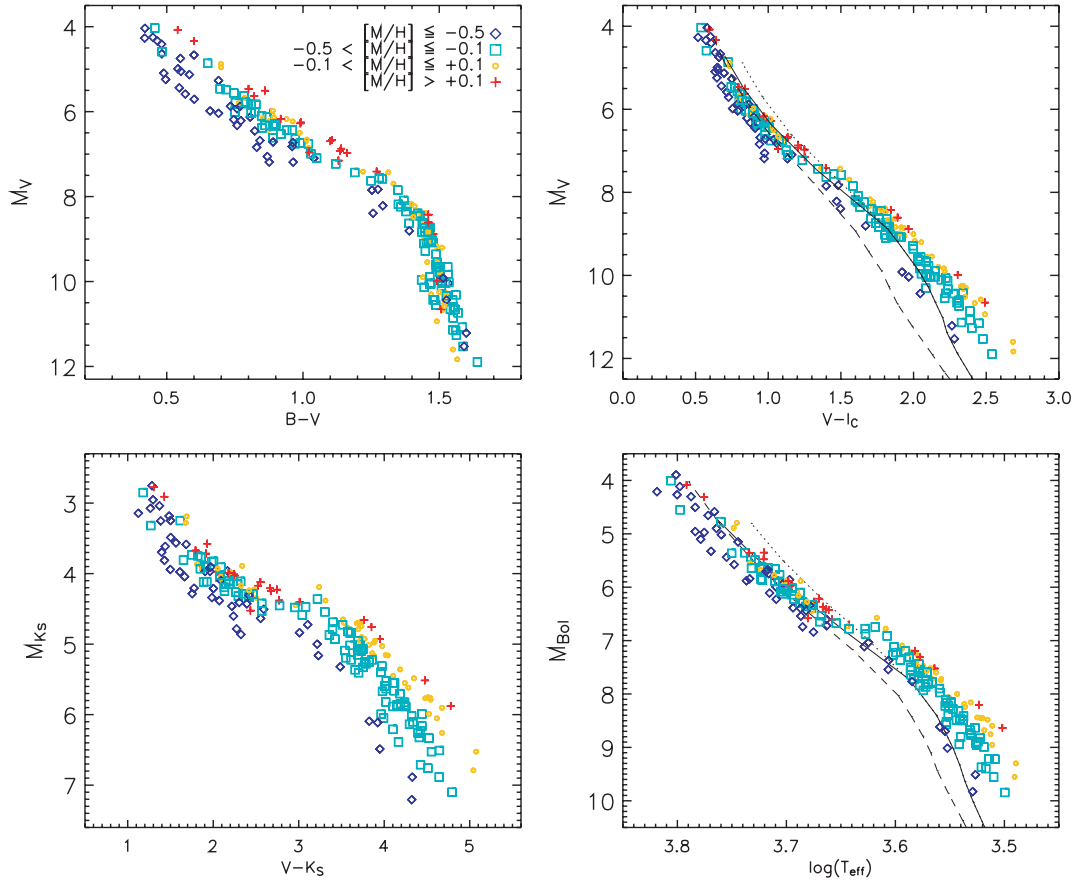 [M/H] ≦ −0.5
−0.5 < [M/H] ≦ −0.1
−0.1 < [M/H] ≦ +0.1
[M/H] > +0.1
4
6
8
10
12
M_V
0.5 1.0 1.5
B−V
4
6
8
10
12
M_V
0.0 0.5 1.0 1.5 2.0 2.5 3.0
V−I_C
3
4
5
6
7
M_Ks
1 2 3 4 5
V−K_S
4
5
6
7
8
9
10
M_Bol
3.8 3.7 3.6 3.5
log(T_eff)